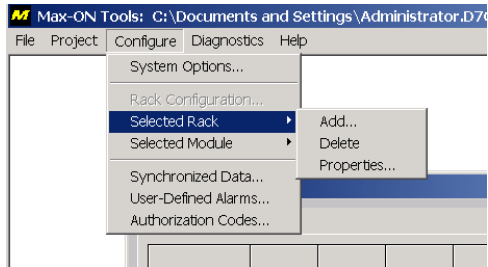 M Max-ON Tools: C:\Documents and Settings\Administrator.D7
File Project Configure Diagnostics Help
System Options...
Rack Configuration...
Selected Rack
Add...
Selected Module
Delete
Properties...
Synchronized Data...
User-Defined Alarms...
Authorization Codes...